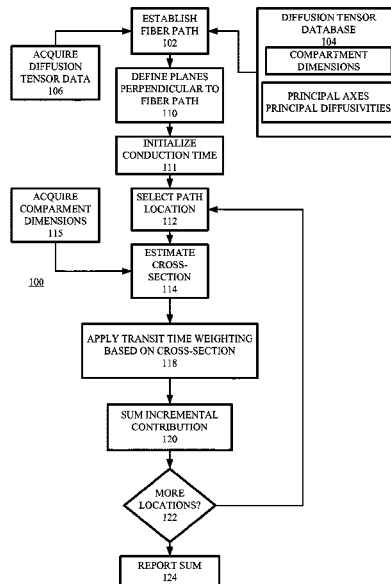 ESTABLISH
FIBER PATH
102
DIFFUSION TENSOR
DATABASE
104
COMPARTMENT
DIMENSIONS
PRINCIPAL AXES
PRINCIPAL DIFFUSIVITIES
ACQUIRE
DIFFUSION
TENSOR DATA
106
DEFINE PLANES
PERPENDICULAR TO
FIBER PATH
110
INITIALIZE
CONDUCTION TIME
111
ACQUIRE
COMPARMENT
DIMENSIONS
115
SELECT PATH
LOCATION
112
100
ESTIMATE
CROSS-
SECTION
114
APPLY TRANSIT TIME WEIGHTING
BASED ON CROSS-SECTION
118
SUM INCREMENTAL
CONTRIBUTION
120
MORE
LOCATIONS?
122
REPORT SUM
124